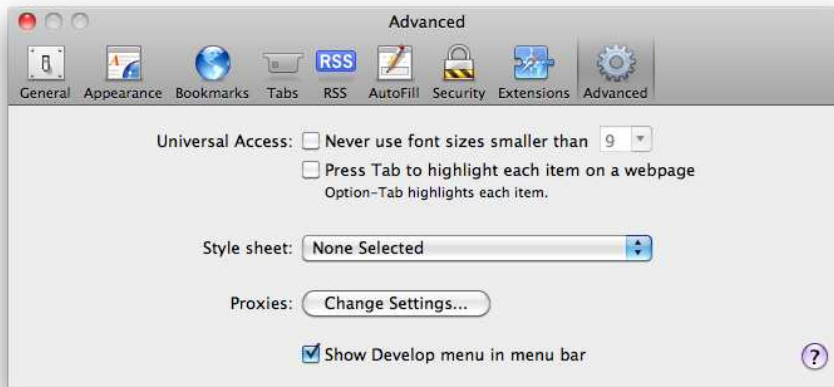 Advanced
RSS
General Appearance Bookmarks Tabs RSS AutoFill Security Extensions Advanced
Universal Access: Never use font sizes smaller than 9
Press Tab to highlight each item on a webpage
Option-Tab highlights each item.
Style sheet: None Selected
Proxies: Change Settings...
Show Develop menu in menu bar
?